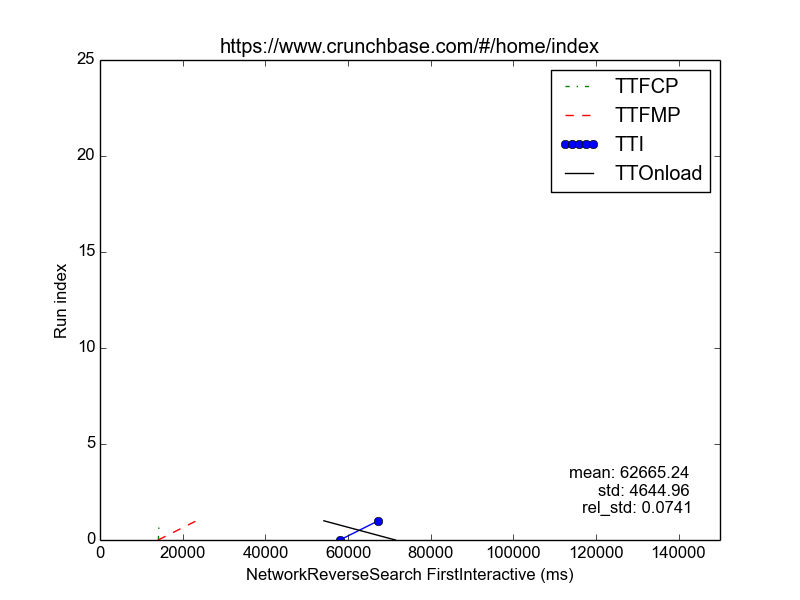 https://www.crunchbase.com/#/home/index
25
20
15
10
5
0
Run index
TTFCP
TTFMP
TTI
TTOnload
mean: 62665.24
std: 4644.96
rel_std: 0.0741
0 20000 40000 60000 80000 100000 120000 140000
NetworkReverseSearch FirstInteractive (ms)